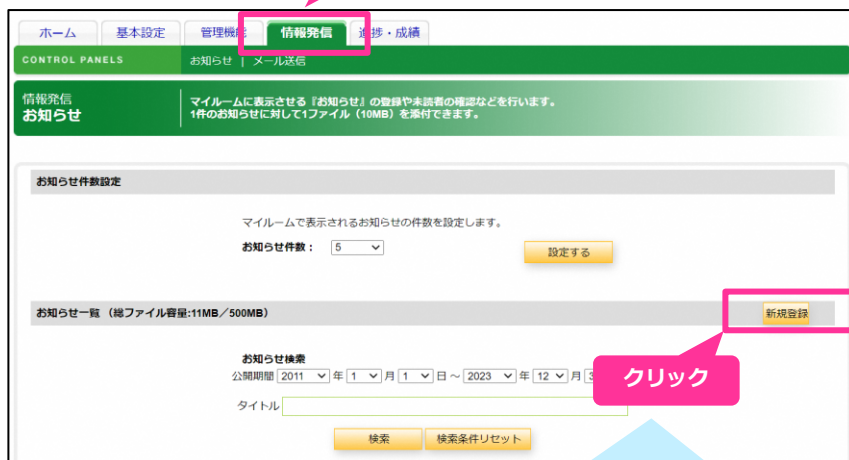 ホーム 基本設定 管理機能 情報発信 進捗・成績
CONTROL PANELS お知らせ | メール送信
情報発信
お知らせ
マイルームに表示させる『お知らせ』の登録や未読者の確認などを行います。
1件のお知らせに対して1ファイル（10MB）を添付できます。
お知らせ件数設定
マイルームで表示されるお知らせの件数を設定します。
お知らせ件数： 5 設定する
お知らせ一覧 （総ファイル容量:11MB／500MB） 新規登録
お知らせ検索
公開期間 2011 年 1 月 1 日 ～ 2023 年 12 月 3
クリック
タイトル
検索 検索条件リセット